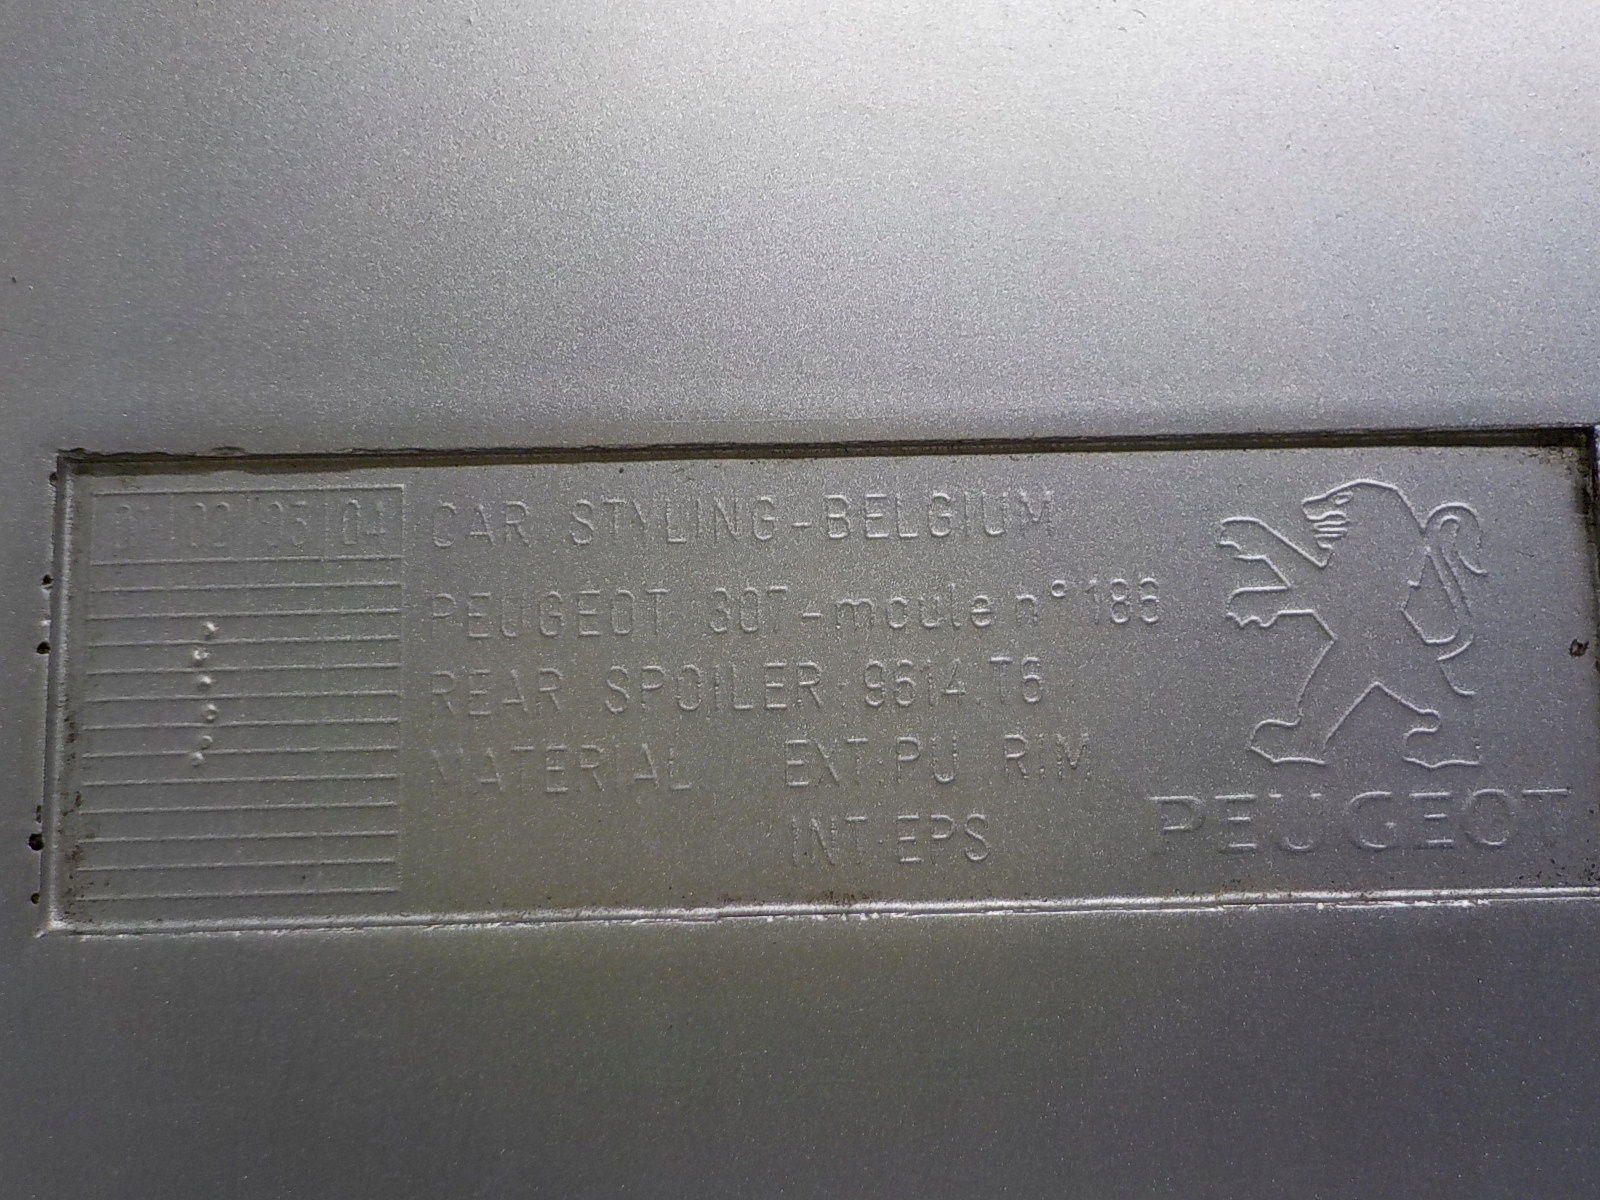 01 02 03 04
CAR STYLING-BELGIUM
PEUGEOT 307-moule n° 186
REAR SPOILER 9614.T6
MATERIAL EXT.PU RIM
INT.EPS
PEUGEOT